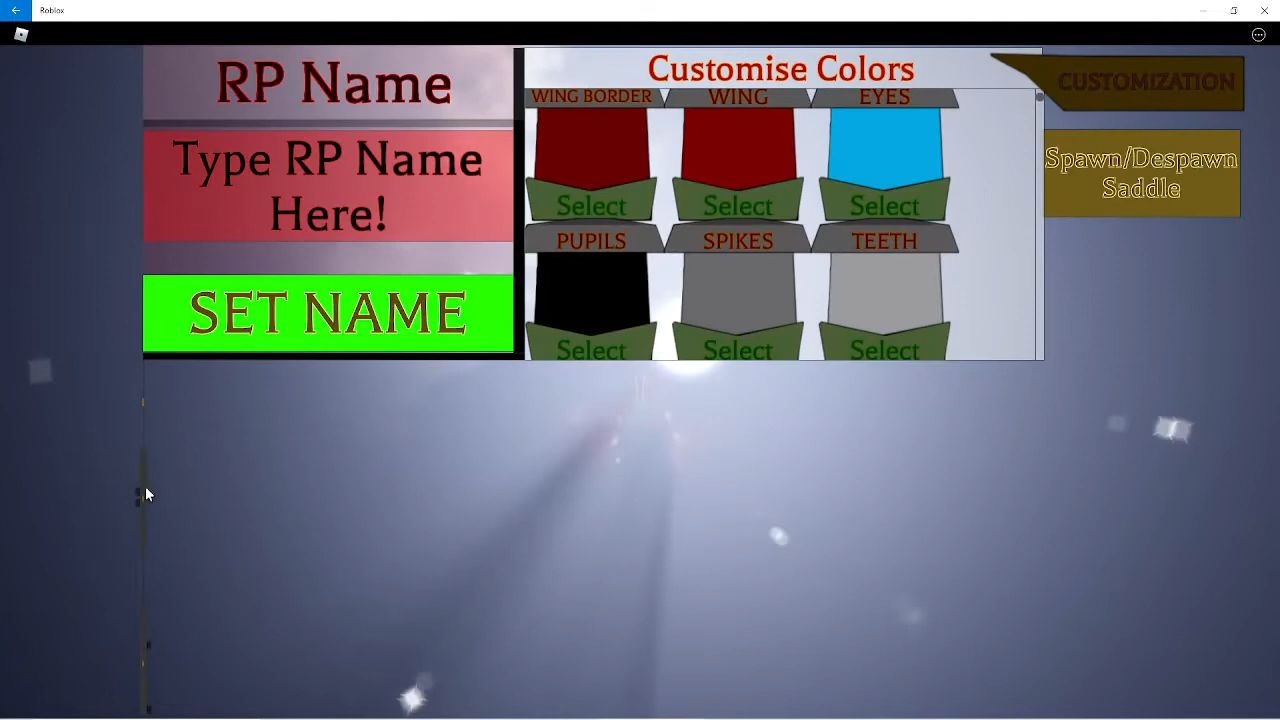 Roblox
RP Name
Type RP Name
Here!
SET NAME
Customise Colors
WING BORDER
WING
EYES
Select
Select
Select
PUPILS
SPIKES
TEETH
Select
Select
Select
CUSTOMIZATION
Spawn/Despawn
Saddle